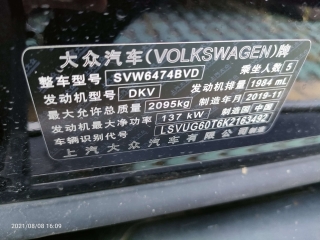 大众汽车(VOLKSWAGEN)牌
整车型号 SVW6474BVD 乘坐人数 5
发动机型号 DKV 发动机排量 1984 mL
最大允许总质量 2095kg 制造年月 2019-11
发动机最大净功率 137 kW 制造国 中国
车辆识别代号 LSVUG60T6K2163492
上汽大众汽车有限公司制造
2021/08/08 16:09